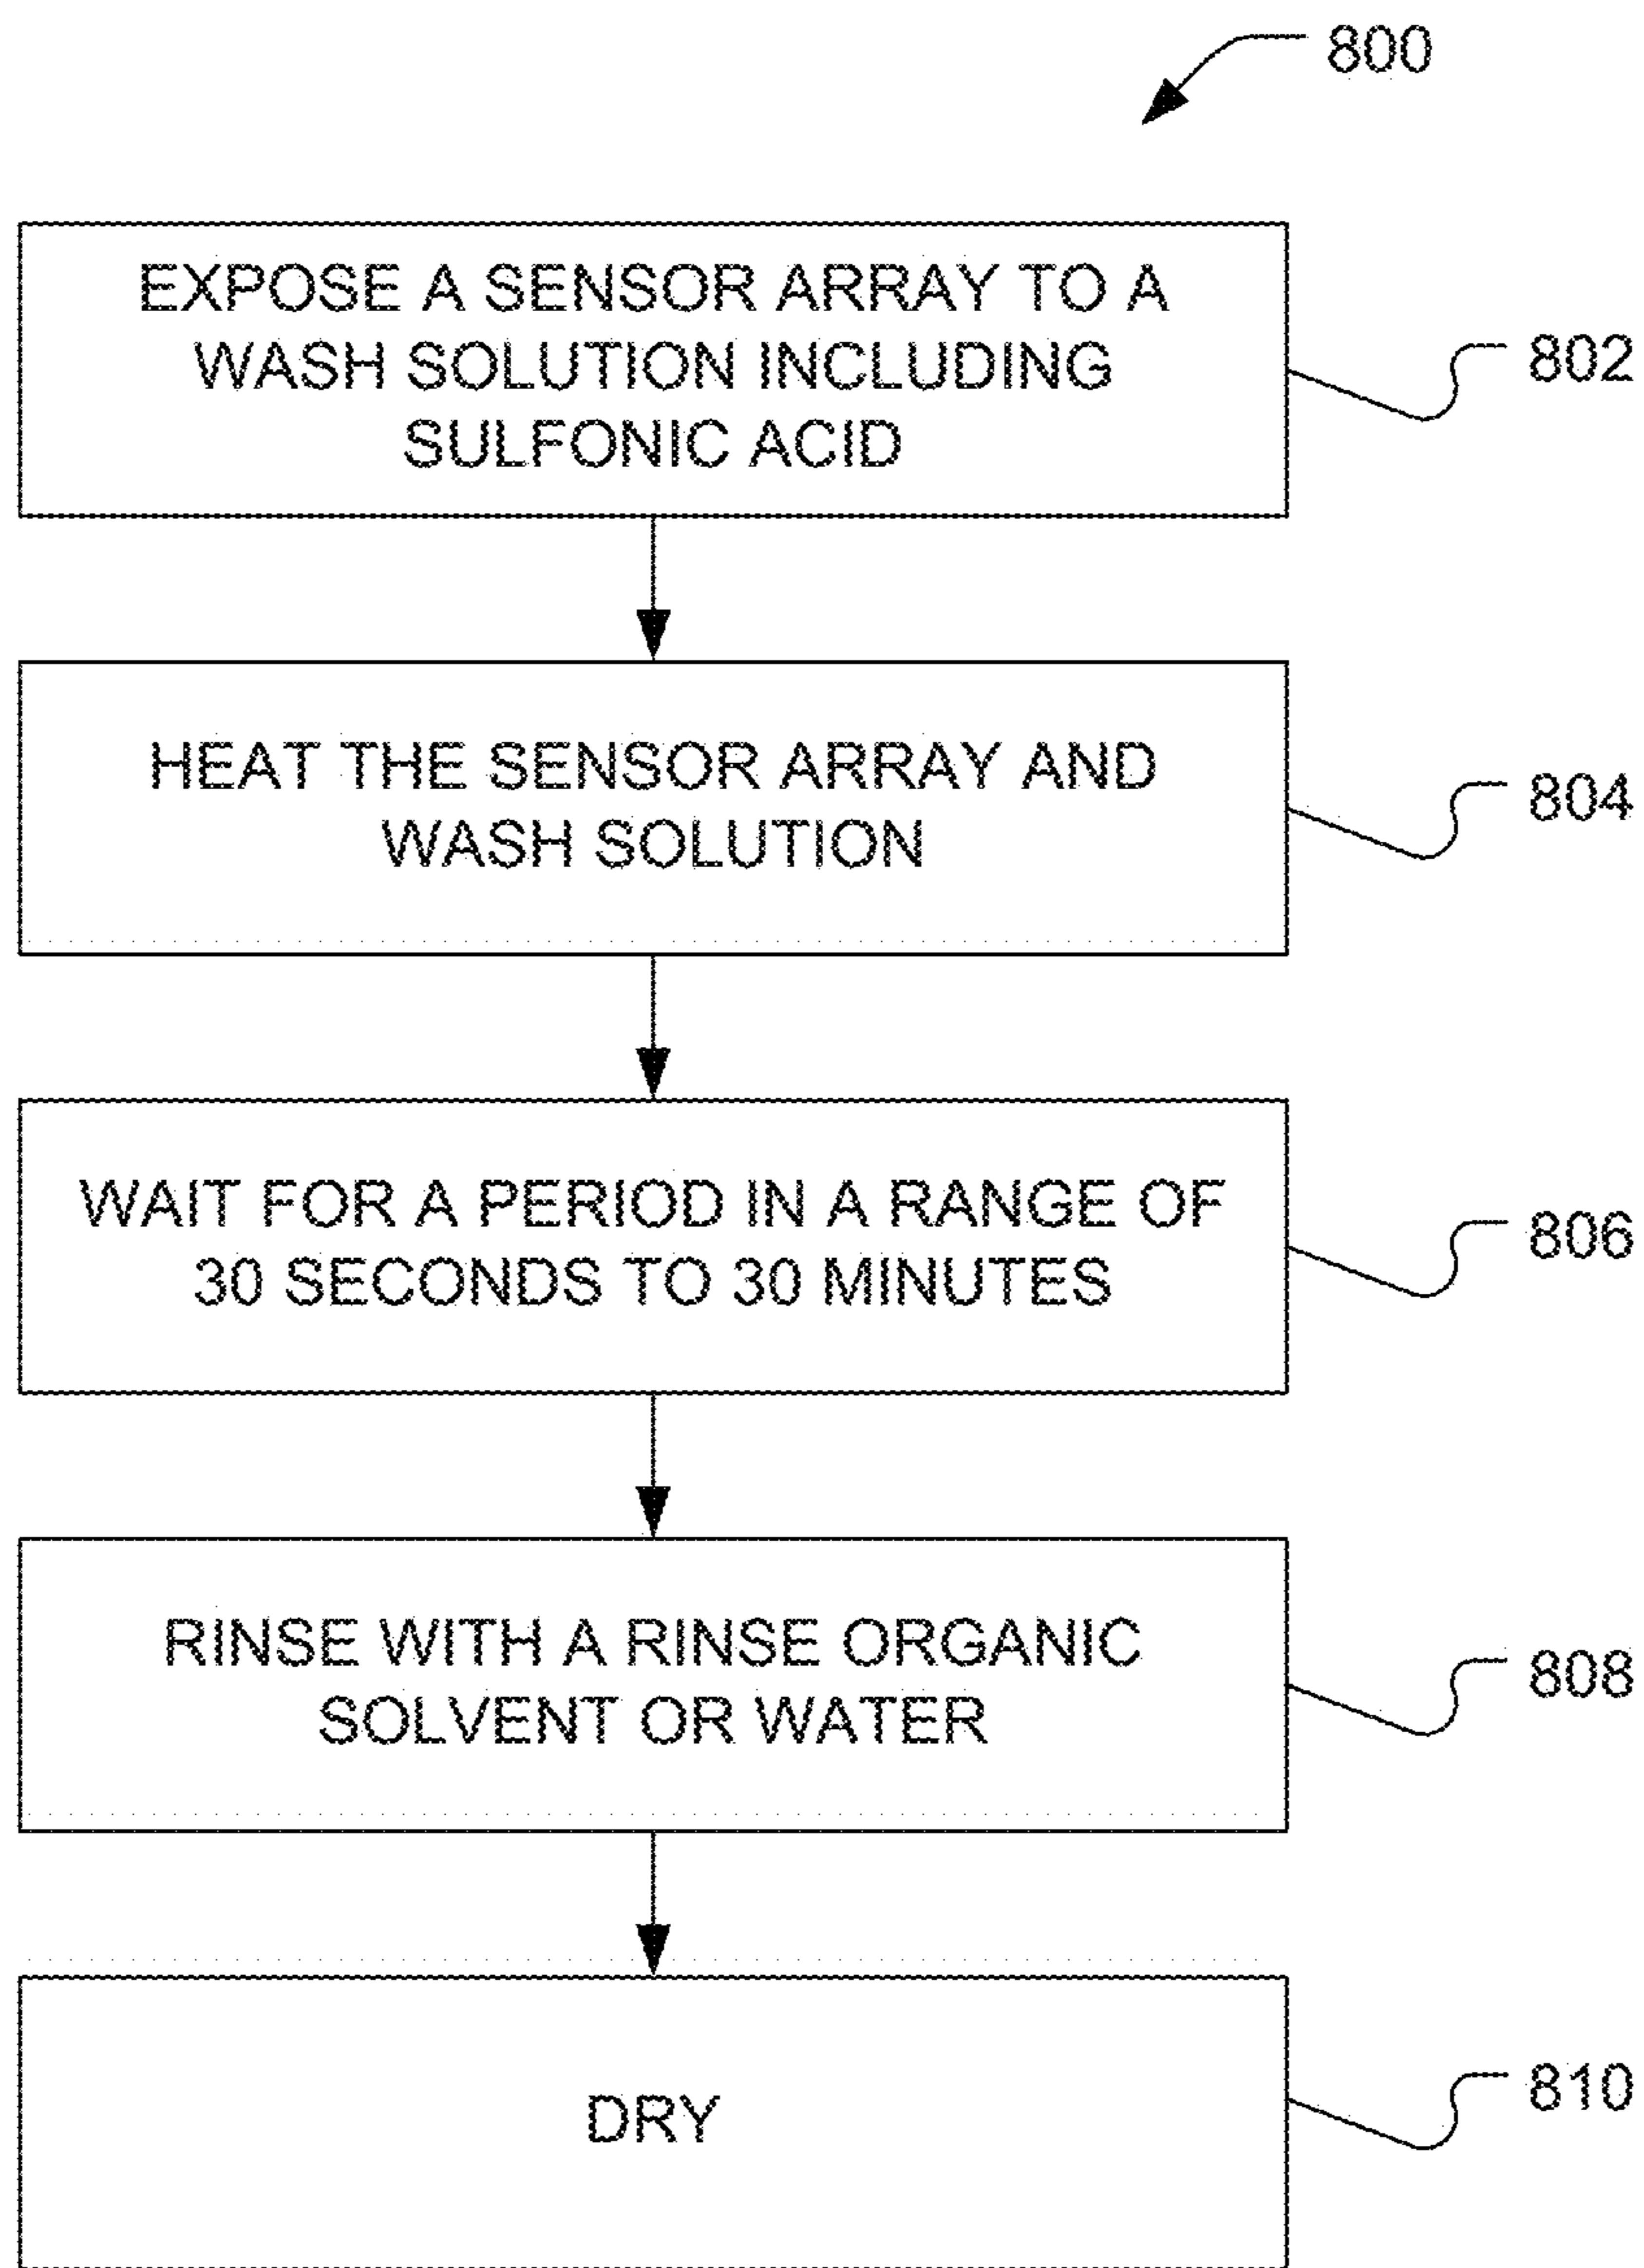 800
EXPOSE A SENSOR ARRAY TO A
WASH SOLUTION INCLUDING
SULFONIC ACID
802
HEAT THE SENSOR ARRAY AND
WASH SOLUTION
804
WAIT FOR A PERIOD IN A RANGE OF
30 SECONDS TO 30 MINUTES
806
RINSE WITH A RINSE ORGANIC
SOLVENT OR WATER
808
DRY
810